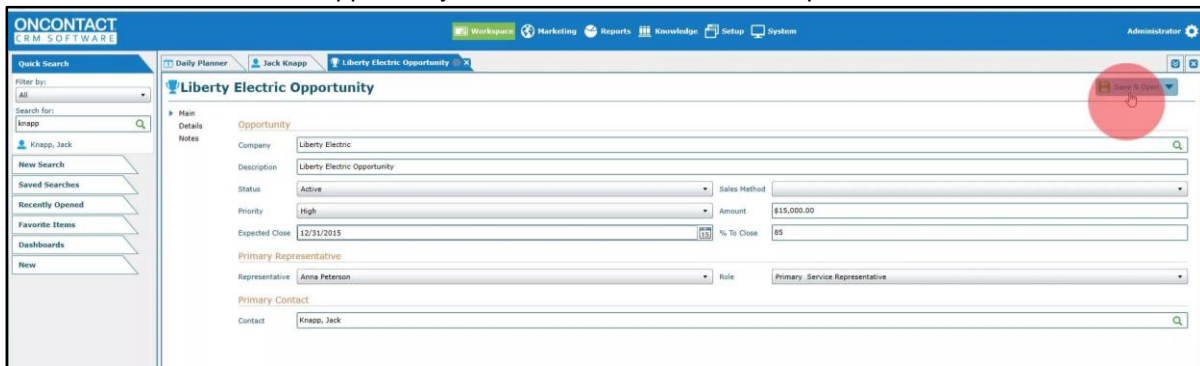 ONCONTACT
CRM SOFTWARE
Workspace Marketing Reports Knowledge Setup System
Administrator
Quick Search
Filter by:
All
Search for:
knapp
Knapp, Jack
New Search
Saved Searches
Recently Opened
Favorite Items
Dashboards
New
Daily Planner Jack Knapp Liberty Electric Opportunity
Liberty Electric Opportunity
Save & Open
Main
Details
Notes
Opportunity
Company Liberty Electric
Description Liberty Electric Opportunity
Status Active Sales Method
Priority High Amount $15,000.00
Expected Close 12/31/2015 15 % To Close 85
Primary Representative
Representative Anna Peterson Role Primary Service Representative
Primary Contact
Contact Knapp, Jack